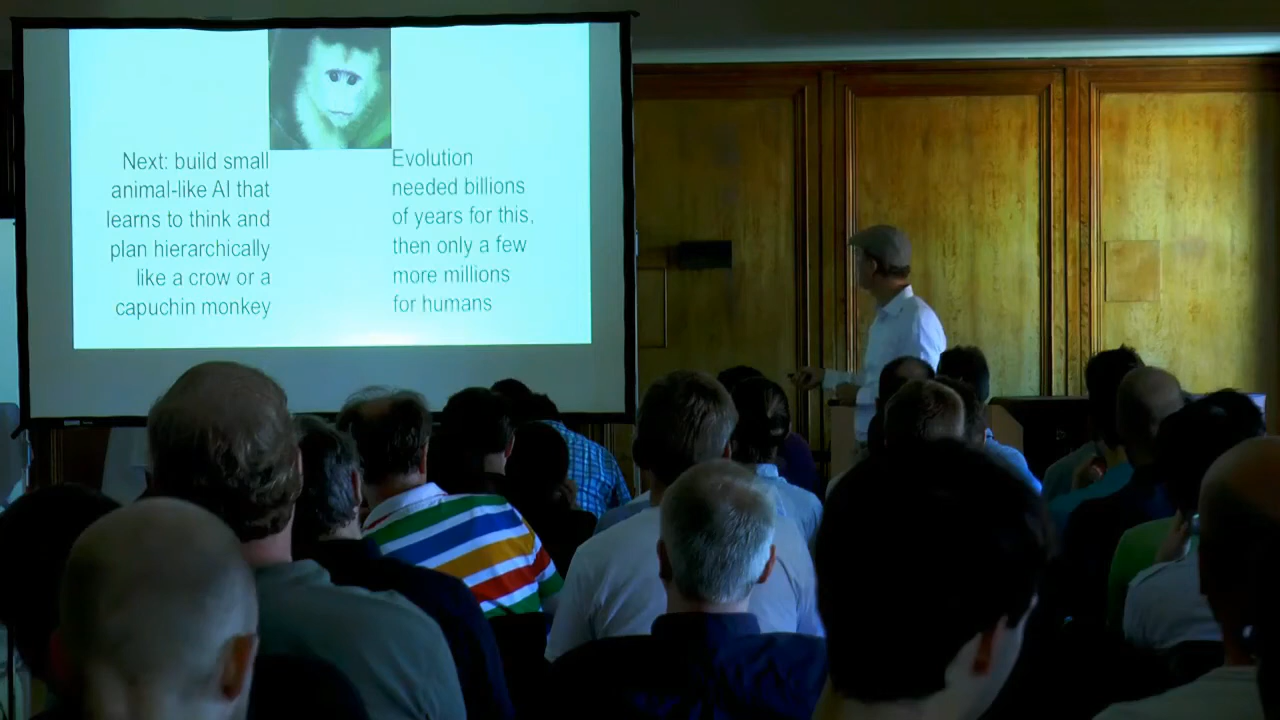 Next: build small
animal-like AI that
learns to think and
plan hierarchically
like a crow or a
capuchin monkey
Evolution
needed billions
of years for this,
then only a few
more millions
for humans